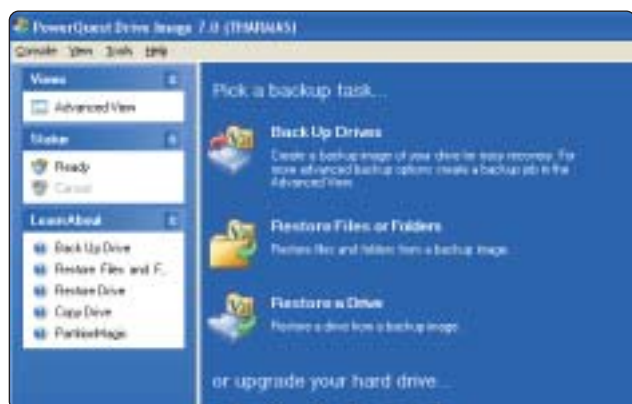 PowerQuest Drive Image 7.0 (THARAKAS)
Console View Tools Help
Views
Advanced View
Status
Ready
Cancel
Learn About
Back Up Drive
Restore Files and F...
Restore Drive
Copy Drive
PartitionMagic
Pick a backup task...
Back Up Drives
Create a backup image of your drive for easy recovery. For
more advanced backup options create a backup job in the
Advanced View.
Restore Files or Folders
Restore files and folders from a backup image.
Restore a Drive
Restore a drive from a backup image.
or upgrade your hard drive...